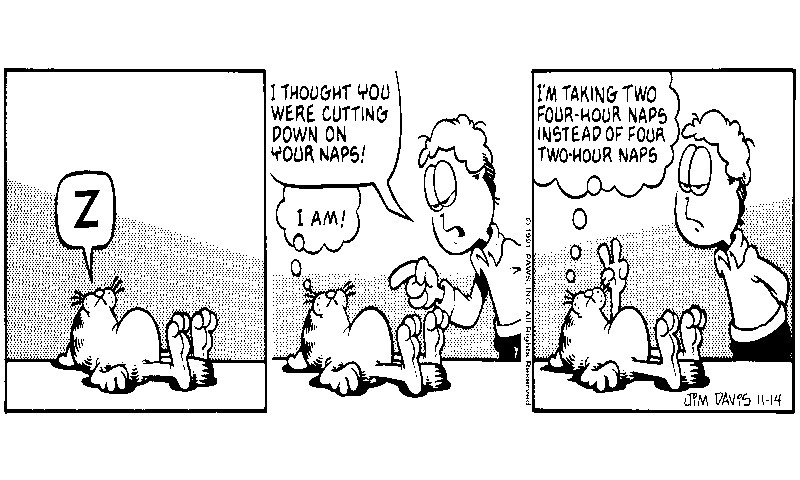 Z
I THOUGHT YOU
WERE CUTTING
DOWN ON
YOUR NAPS!
I AM!
© 1991 PAWS, INC. All Rights Reserved
I'M TAKING TWO
FOUR-HOUR NAPS
INSTEAD OF FOUR
TWO-HOUR NAPS
JIM DAVIS 11-14